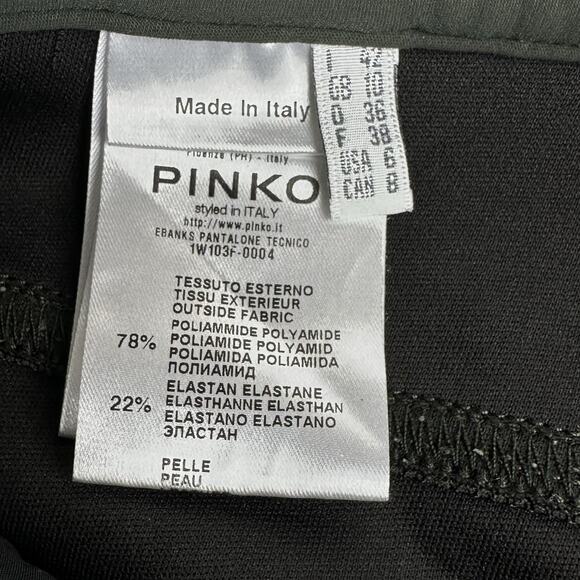 Made In Italy
Fidenza (PR) - Italy
PINKO
styled in ITALY
http://www.pinko.it
EBANKS PANTALONE TECNICO
1W103F-0004
TESSUTO ESTERNO
TISSU EXTERIEUR
OUTSIDE FABRIC
78% POLIAMMIDE POLYAMIDE
POLIAMIDE POLYAMID
POLIAMIDA POLIAMIDA
ПОЛИАМИД
22% ELASTAN ELASTANE
ELASTHANNE ELASTHAN
ELASTANO ELASTANO
ЭЛАСТАН
PELLE
PEAU
I 42
GB 10
D 36
F 38
USA 6
CAN 8